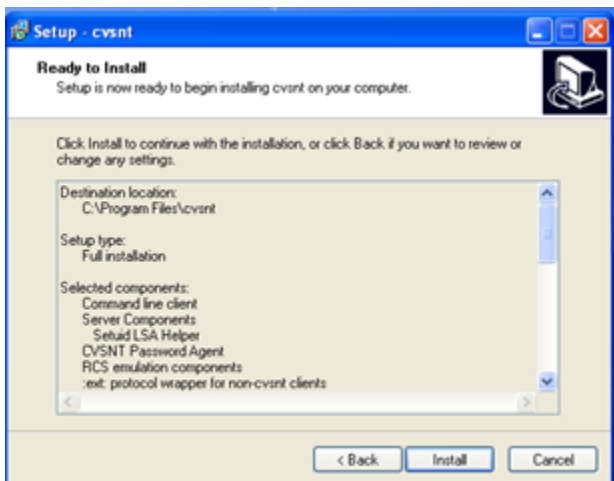 Setup - cvsnt
Ready to Install
Setup is now ready to begin installing cvsnt on your computer.
Click Install to continue with the installation, or click Back if you want to review or
change any settings.
Destination location:
C:\Program Files\cvsnt
Setup type:
Full installation
Selected components:
Command line client
Server Components
Setuid LSA Helper
CVSNT Password Agent
RCS emulation components
:ext: protocol wrapper for non-cvsnt clients
< Back
Install
Cancel